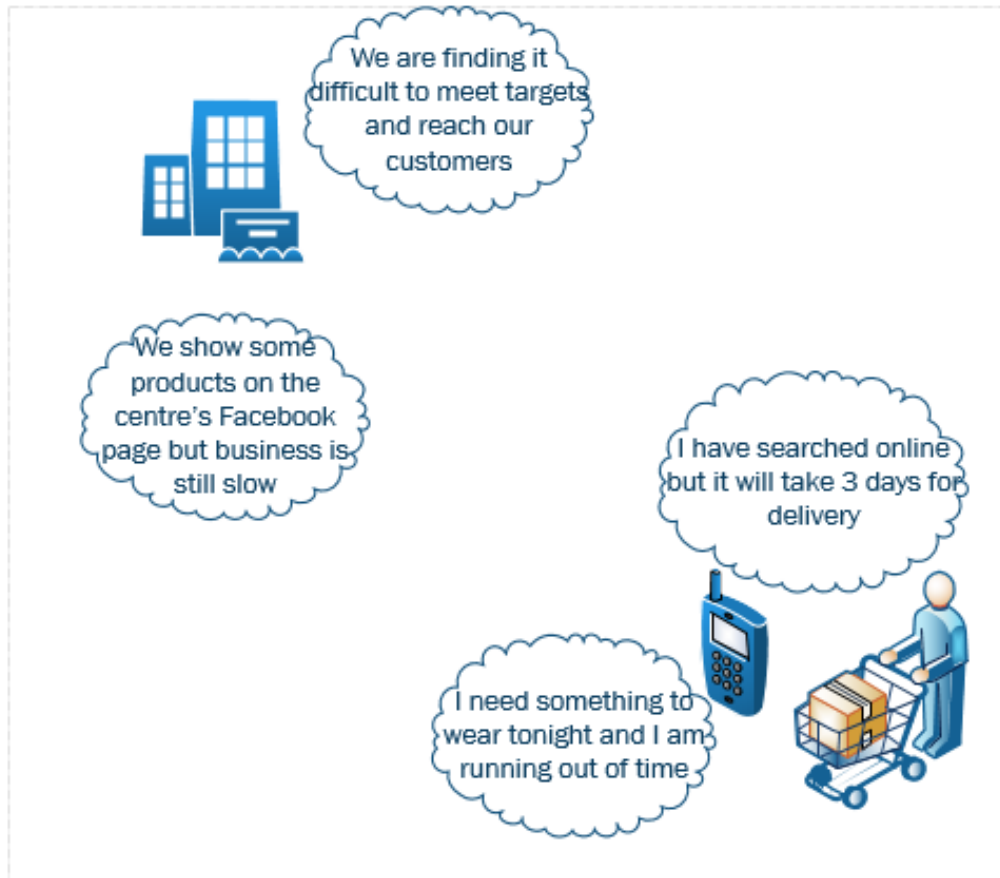 We are finding it
difficult to meet targets
and reach our
customers
We show some
products on the
centre's Facebook
page but business is
still slow
I have searched online
but it will take 3 days for
delivery
I need something to
wear tonight and I am
running out of time